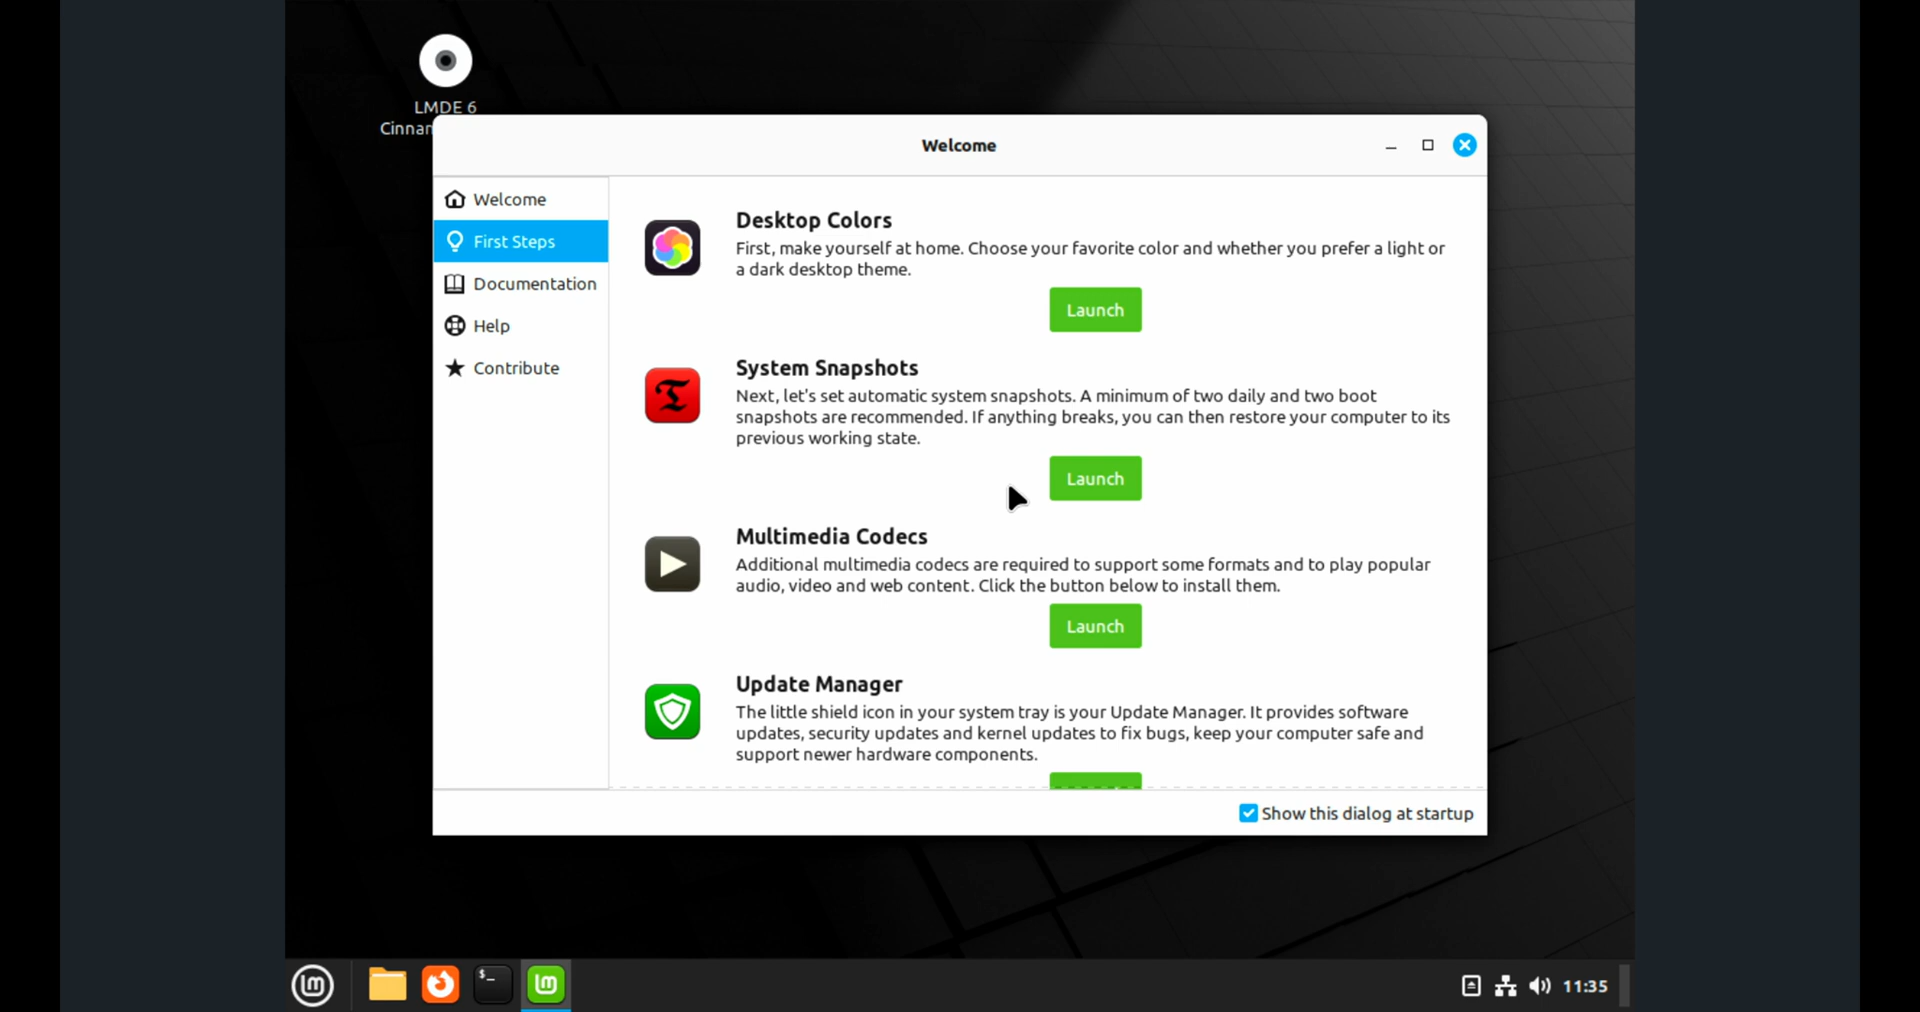 LMDE 6
Cinnam
Welcome
Welcome
First Steps
Documentation
Help
Contribute
Desktop Colors
First, make yourself at home. Choose your favorite color and whether you prefer a light or
a dark desktop theme.
Launch
System Snapshots
Next, let's set automatic system snapshots. A minimum of two daily and two boot
snapshots are recommended. If anything breaks, you can then restore your computer to its
previous working state.
Launch
Multimedia Codecs
Additional multimedia codecs are required to support some formats and to play popular
audio, video and web content. Click the button below to install them.
Launch
Update Manager
The little shield icon in your system tray is your Update Manager. It provides software
updates, security updates and kernel updates to fix bugs, keep your computer safe and
support newer hardware components.
Show this dialog at startup
$_
11:35